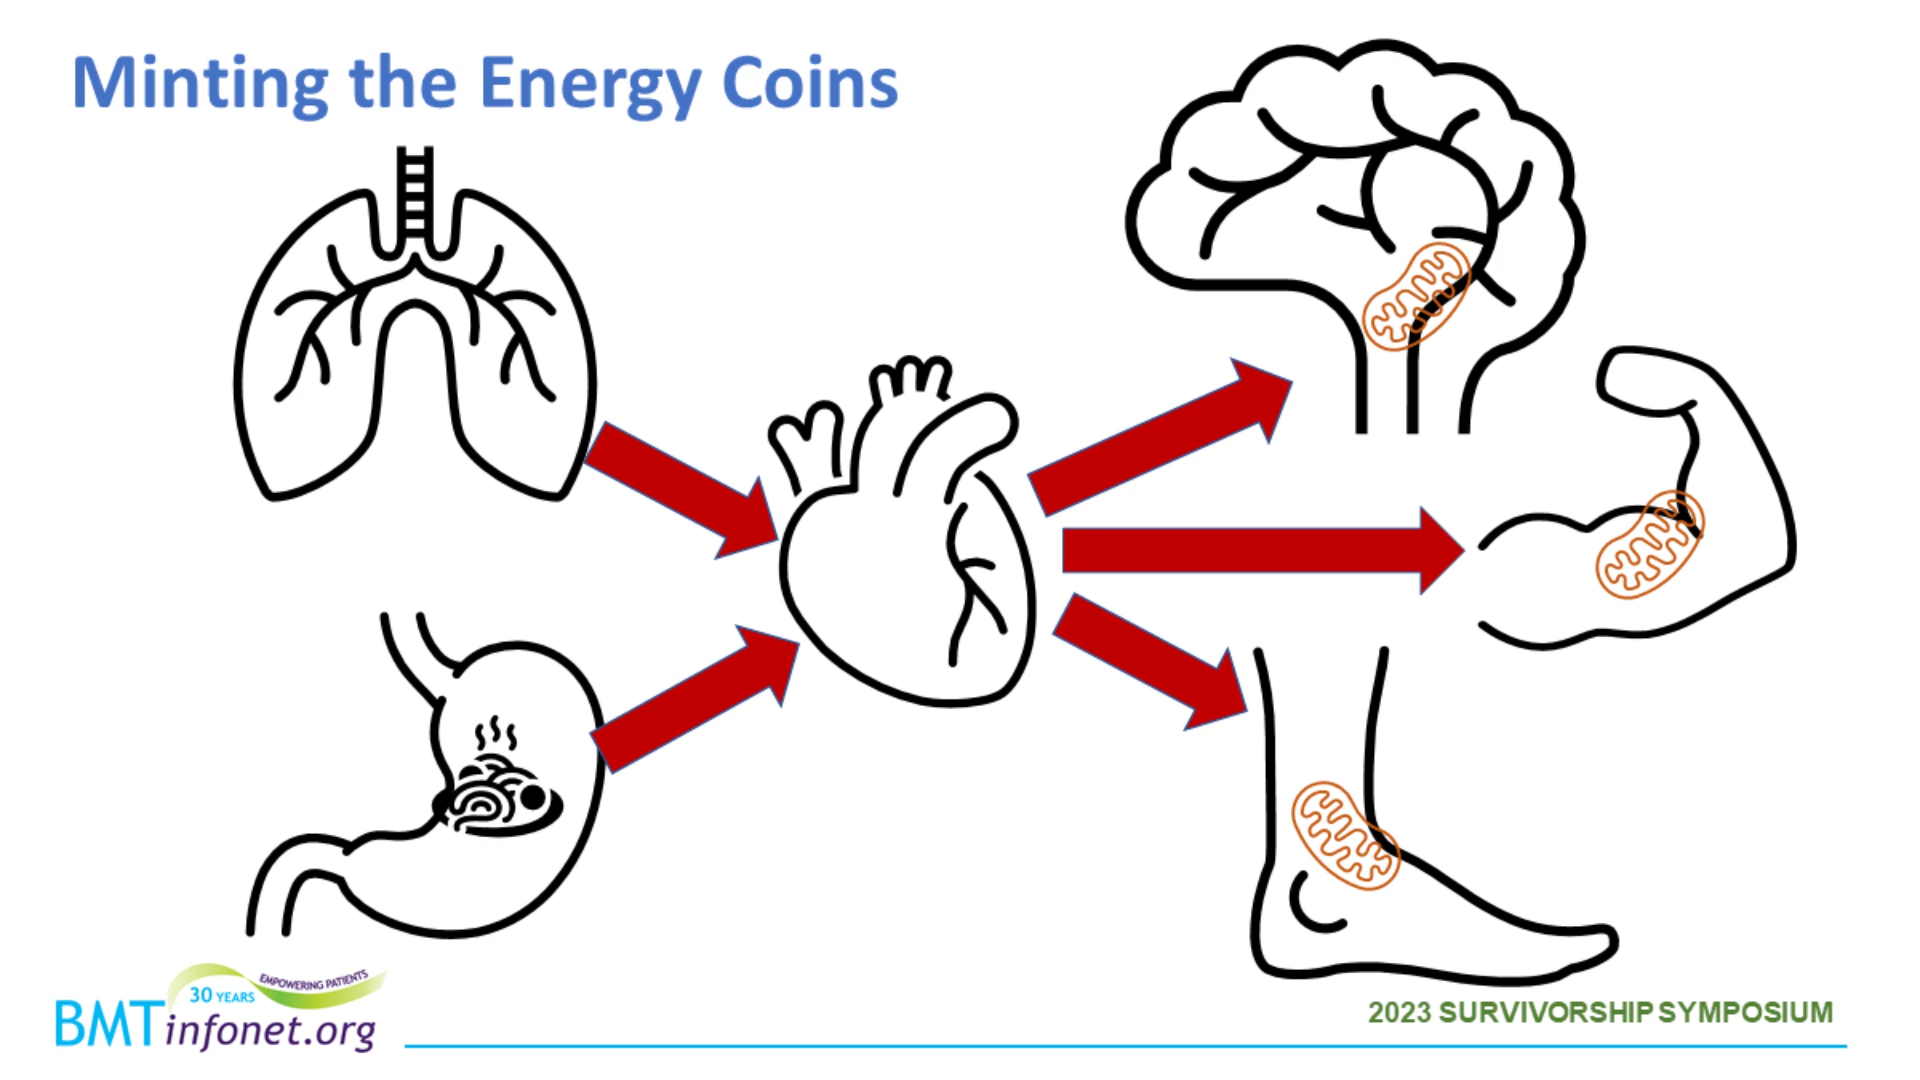 Minting the Energy Coins
30 YEARS
EMPOWERING PATIENTS
BMTinfonet.org
2023 SURVIVORSHIP SYMPOSIUM